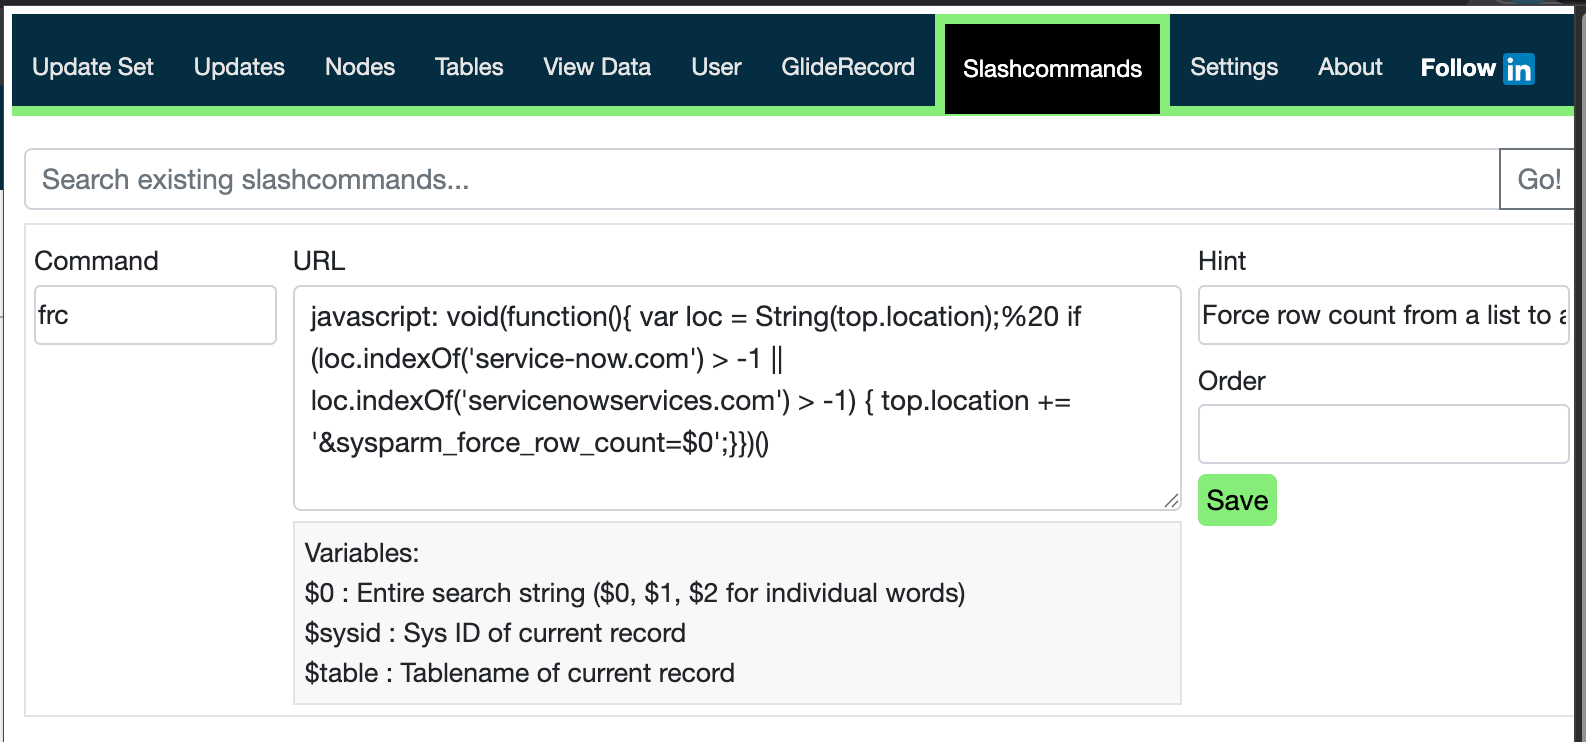 Update Set Updates Nodes Tables View Data User GlideRecord Slashcommands Settings About Follow in
Search existing slashcommands... Go!
Command
frc
URL
javascript: void(function(){ var loc = String(top.location);%20 if
(loc.indexOf('service-now.com') > -1 ||
loc.indexOf('servicenowservices.com') > -1) { top.location +=
'&sysparm_force_row_count=$0';}})()
Variables:
$0 : Entire search string ($0, $1, $2 for individual words)
$sysid : Sys ID of current record
$table : Tablename of current record
Hint
Force row count from a list to
Order
Save